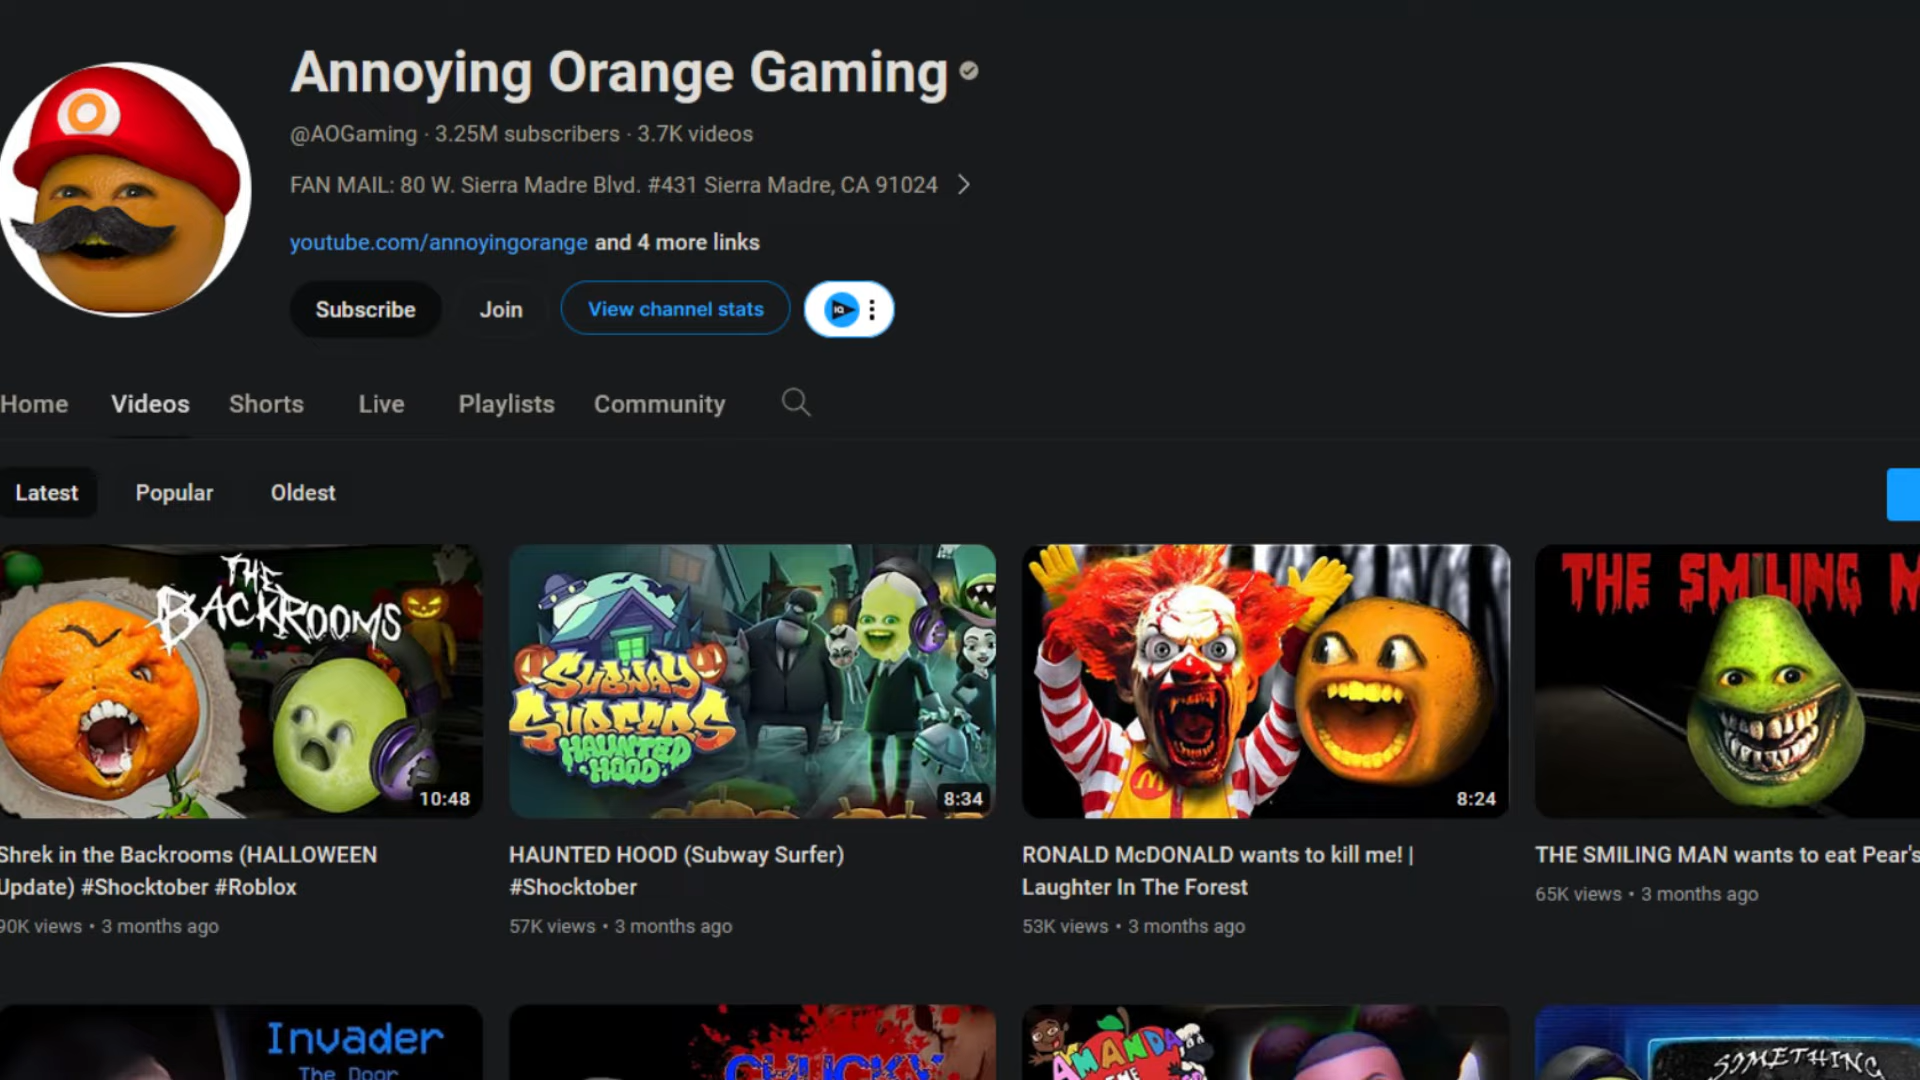 Annoying Orange Gaming
@AOGaming · 3.25M subscribers · 3.7K videos
FAN MAIL: 80 W. Sierra Madre Blvd. #431 Sierra Madre, CA 91024
youtube.com/annoyingorange and 4 more links
Subscribe Join View channel stats IQ
Home Videos Shorts Live Playlists Community
Latest Popular Oldest
THE
BACKROOMS
10:48
SUBWAY
SURFERS
HAUNTED
HOOD
8:34
8:24
THE SMILING M
Shrek in the Backrooms (HALLOWEEN
Update) #Shocktober #Roblox
90K views • 3 months ago
HAUNTED HOOD (Subway Surfer)
#Shocktober
57K views • 3 months ago
RONALD McDONALD wants to kill me! |
Laughter In The Forest
53K views • 3 months ago
THE SMILING MAN wants to eat Pear's
65K views • 3 months ago
Invader
The Door
CHUCKY
AMANDA
THE
SOMETHING